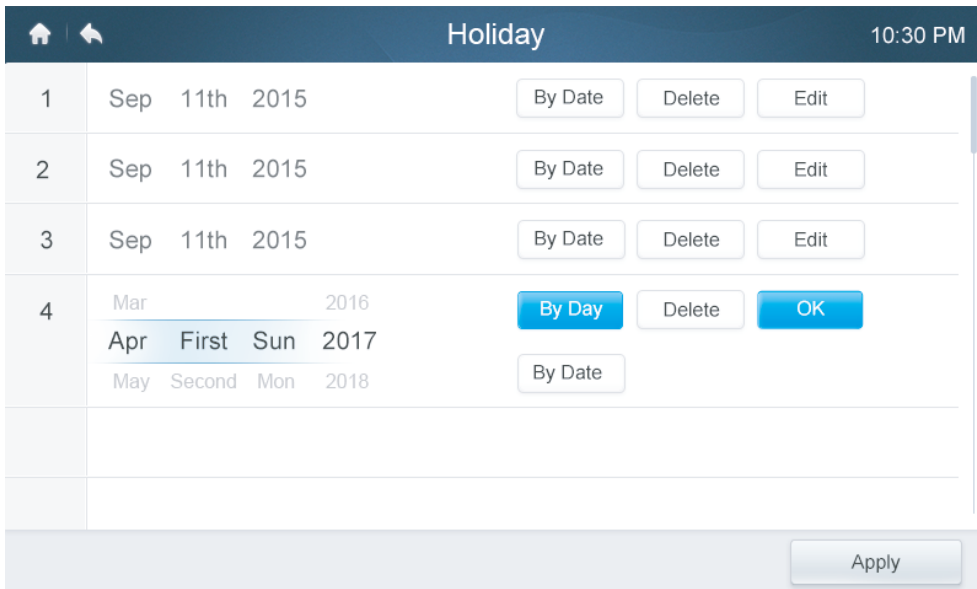 Holiday 10:30 PM
1 Sep 11th 2015 By Date Delete Edit
2 Sep 11th 2015 By Date Delete Edit
3 Sep 11th 2015 By Date Delete Edit
Mar 2016
4 By Day Delete OK
Apr First Sun 2017
May Second Mon 2018 By Date
Apply